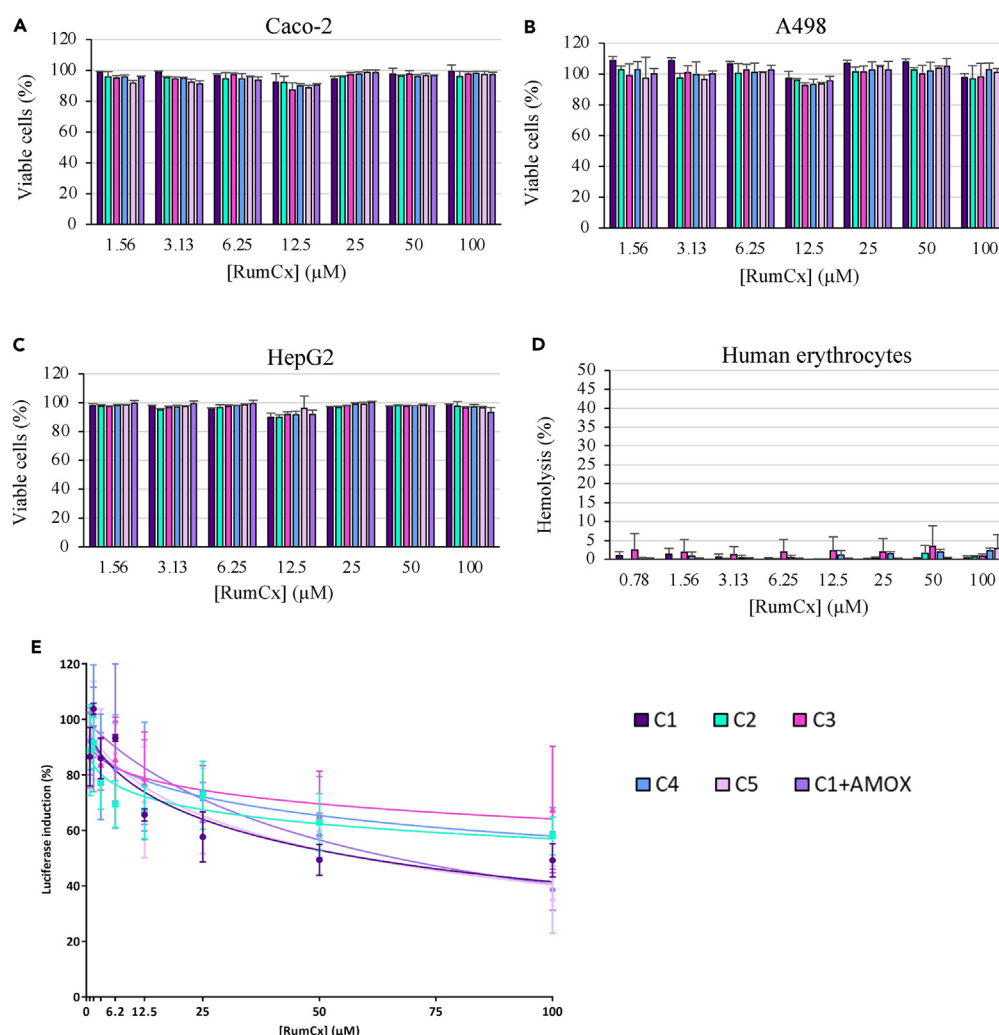 A
Caco-2
120
100
80
60
40
20
0
Viable cells (%)
1.56 3.13 6.25 12.5 25 50 100
[RumCx] (µM)
B
A498
120
100
80
60
40
20
0
Viable cells (%)
1.56 3.13 6.25 12.5 25 50 100
[RumCx] (µM)
C
HepG2
120
100
80
60
40
20
0
Viable cells (%)
1.56 3.13 6.25 12.5 25 50 100
[RumCx] (µM)
D
Human erythrocytes
50
45
40
35
30
25
20
15
10
5
0
Hemolysis (%)
0.78 1.56 3.13 6.25 12.5 25 50 100
[RumCx] (µM)
E
120
100
80
60
40
20
0
Luciferase induction (%)
0 6.2 12.5 25 50 75 100
[RumCx] (µM)
C1 C2 C3
C4 C5 C1+AMOX